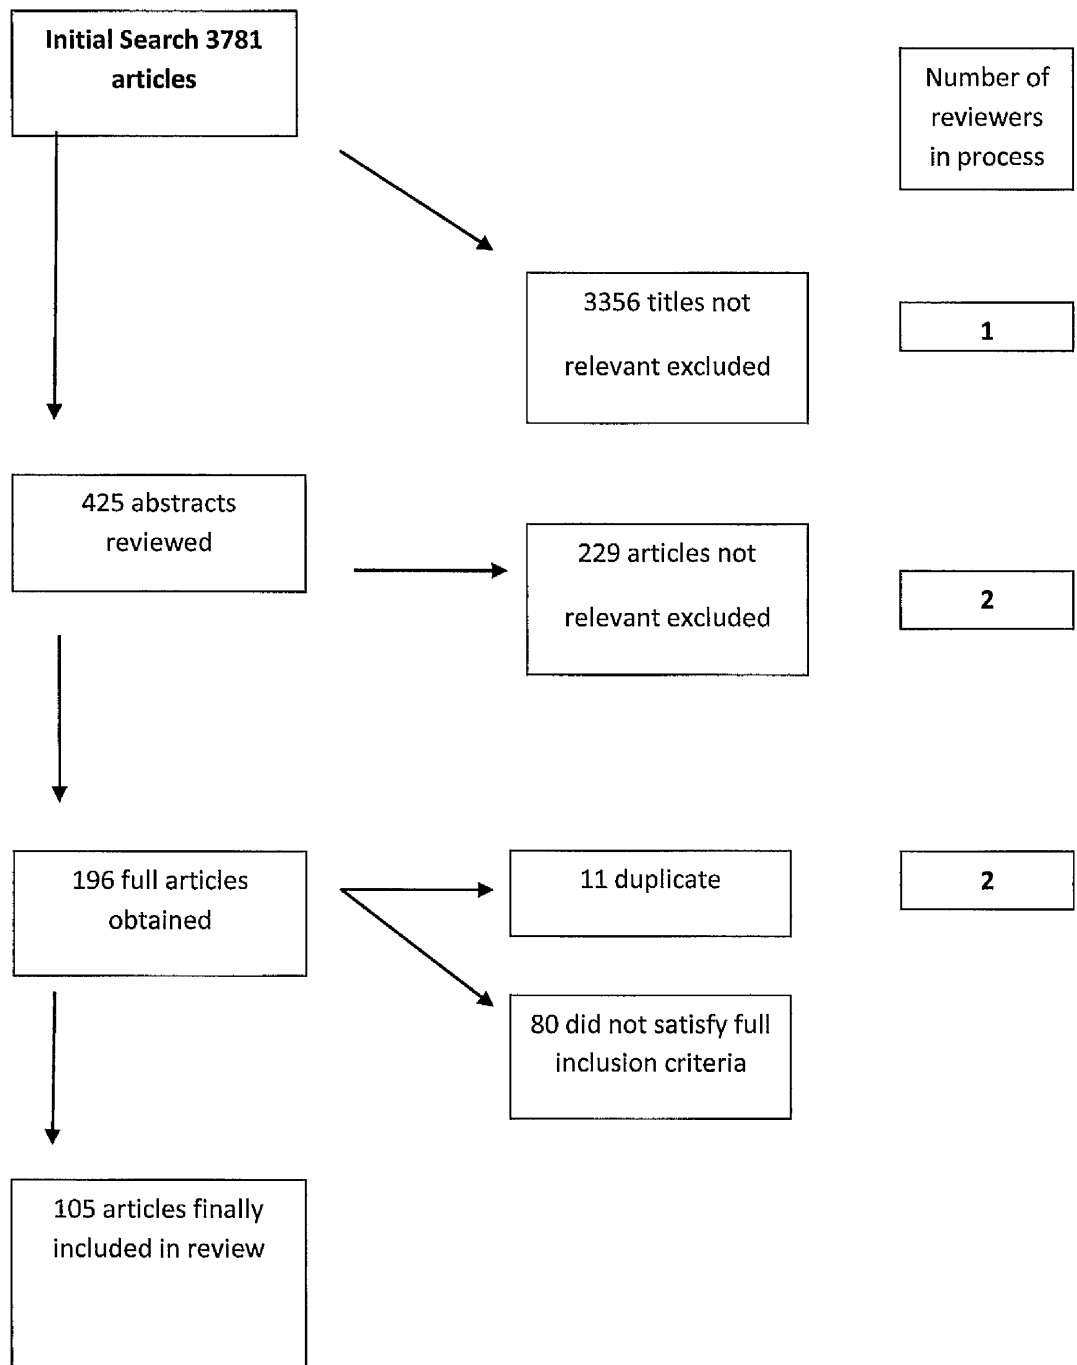 Initial Search 3781
articles
Number of
reviewers
in process
3356 titles not
relevant excluded
1
425 abstracts
reviewed
229 articles not
relevant excluded
2
196 full articles
obtained
11 duplicate
2
80 did not satisfy full
inclusion criteria
105 articles finally
included in review